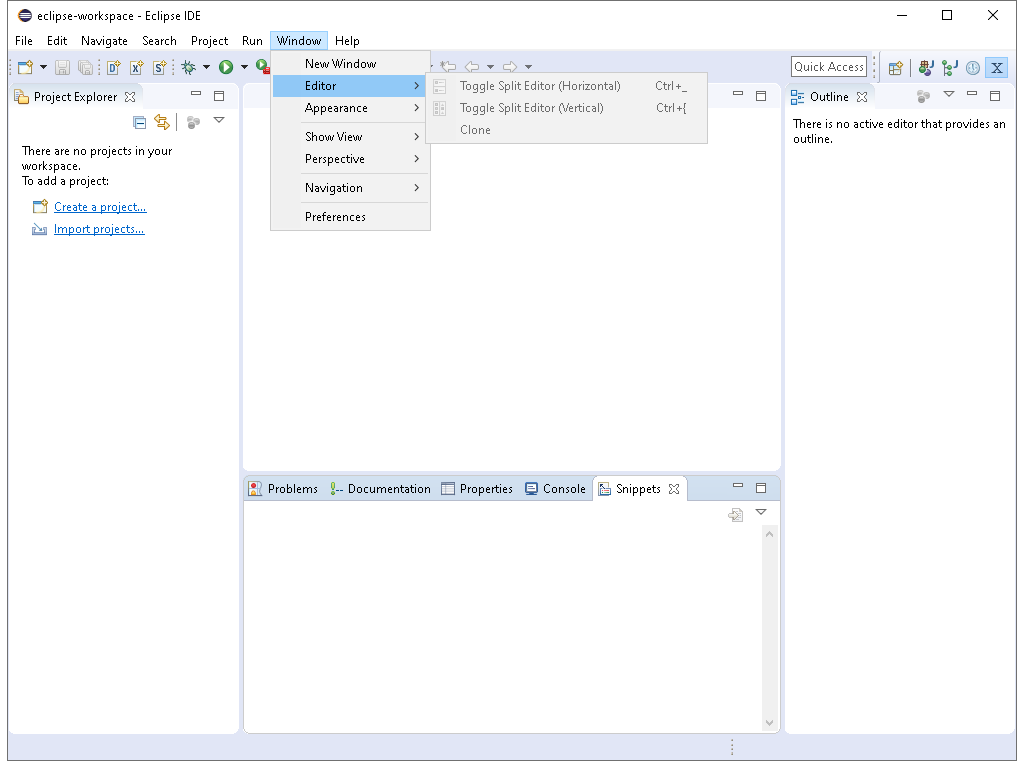 eclipse-workspace - Eclipse IDE
File Edit Navigate Search Project Run Window Help
New Window
Editor
Appearance
Show View
Perspective
Navigation
Preferences
Toggle Split Editor (Horizontal) Ctrl+_
Toggle Split Editor (Vertical) Ctrl+{
Clone
Quick Access
Project Explorer
There are no projects in your
workspace.
To add a project:
Create a project...
Import projects...
Outline
There is no active editor that provides an
outline.
Problems Documentation Properties Console Snippets